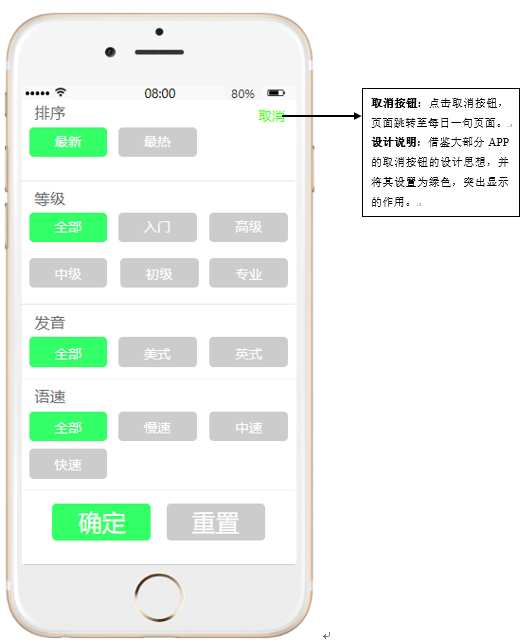 08:00
80%
排序
取消
最新
最热
等级
全部
入门
高级
中级
初级
专业
发音
全部
美式
英式
语速
全部
慢速
中速
快速
确定
重置
取消按钮：点击取消按钮，
页面跳转至每日一句页面。
设计说明：借鉴大部分 APP
的取消按钮的设计思想，并
将其设置为绿色，突出显示
的作用。